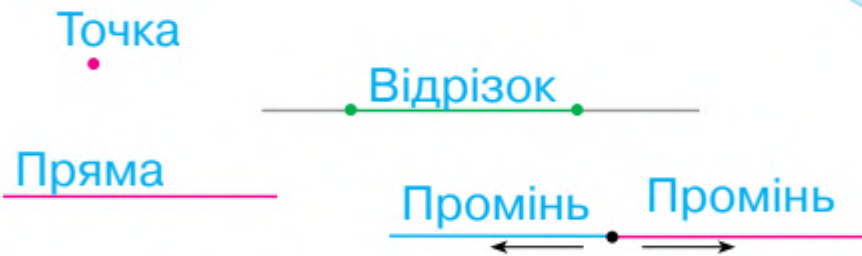 Точка
Відрізок
Пряма
Промінь
Промінь